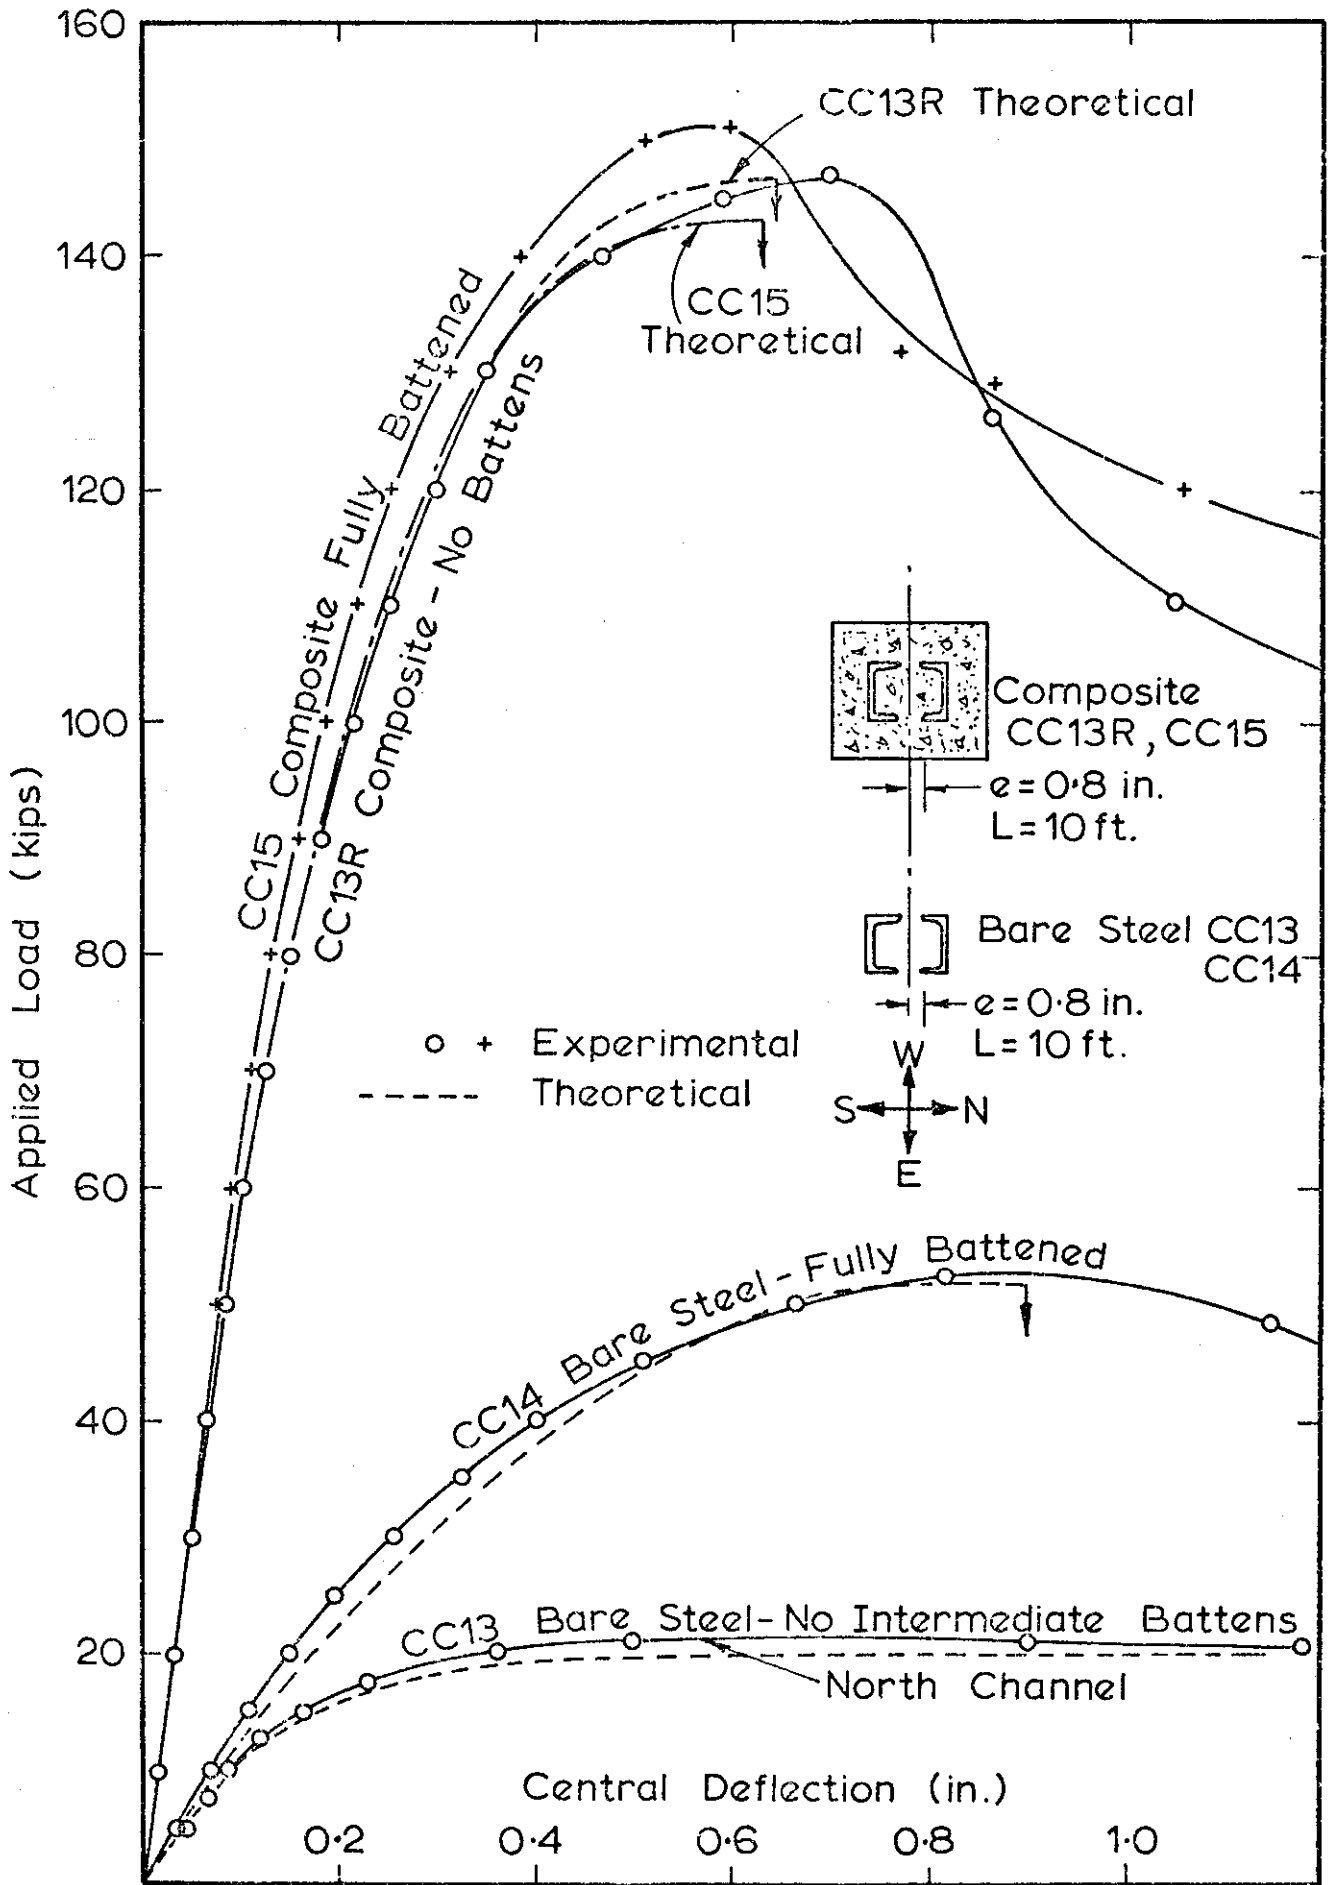 160
140
120
100
80
60
40
20
Applied Load (kips)
CC13R Theoretical
CC15
Theoretical
CC15 Composite Fully Battened
CC13R Composite - No Battens
Composite
CC13R, CC15
e = 0·8 in.
L = 10 ft.
Bare Steel CC13
CC14
e = 0·8 in.
L = 10 ft.
o + Experimental
----- Theoretical
W
S N
E
CC14 Bare Steel - Fully Battened
CC13 Bare Steel - No Intermediate Battens
North Channel
Central Deflection (in.)
0·2 0·4 0·6 0·8 1·0